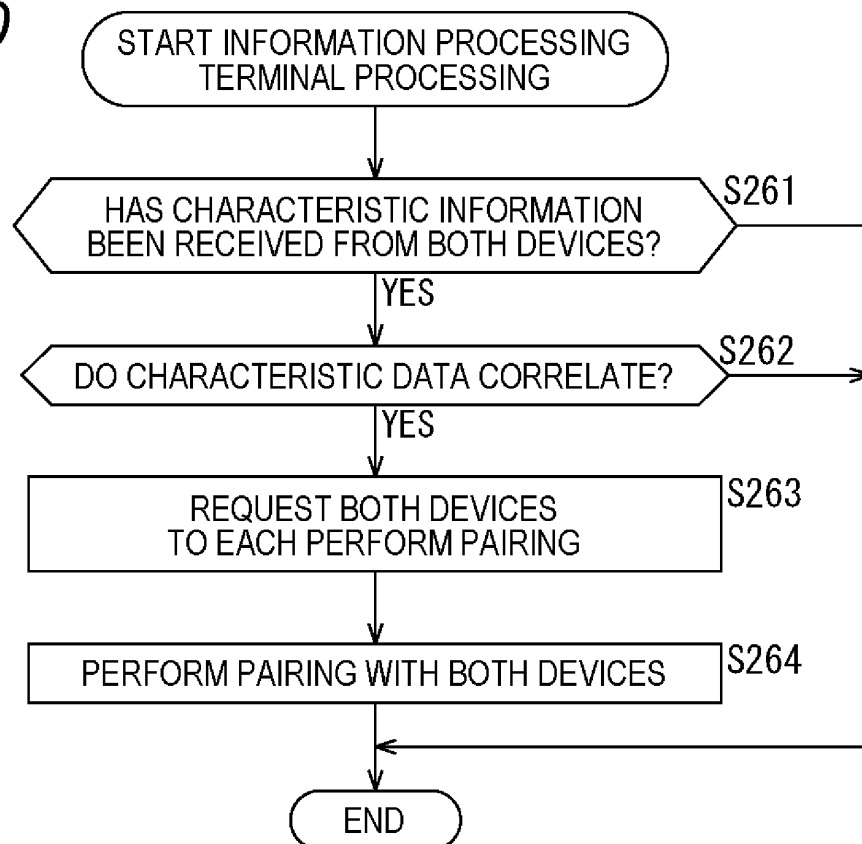 START INFORMATION PROCESSING
TERMINAL PROCESSING
S261
HAS CHARACTERISTIC INFORMATION
BEEN RECEIVED FROM BOTH DEVICES?
YES
S262
DO CHARACTERISTIC DATA CORRELATE?
YES
S263
REQUEST BOTH DEVICES
TO EACH PERFORM PAIRING
S264
PERFORM PAIRING WITH BOTH DEVICES
END